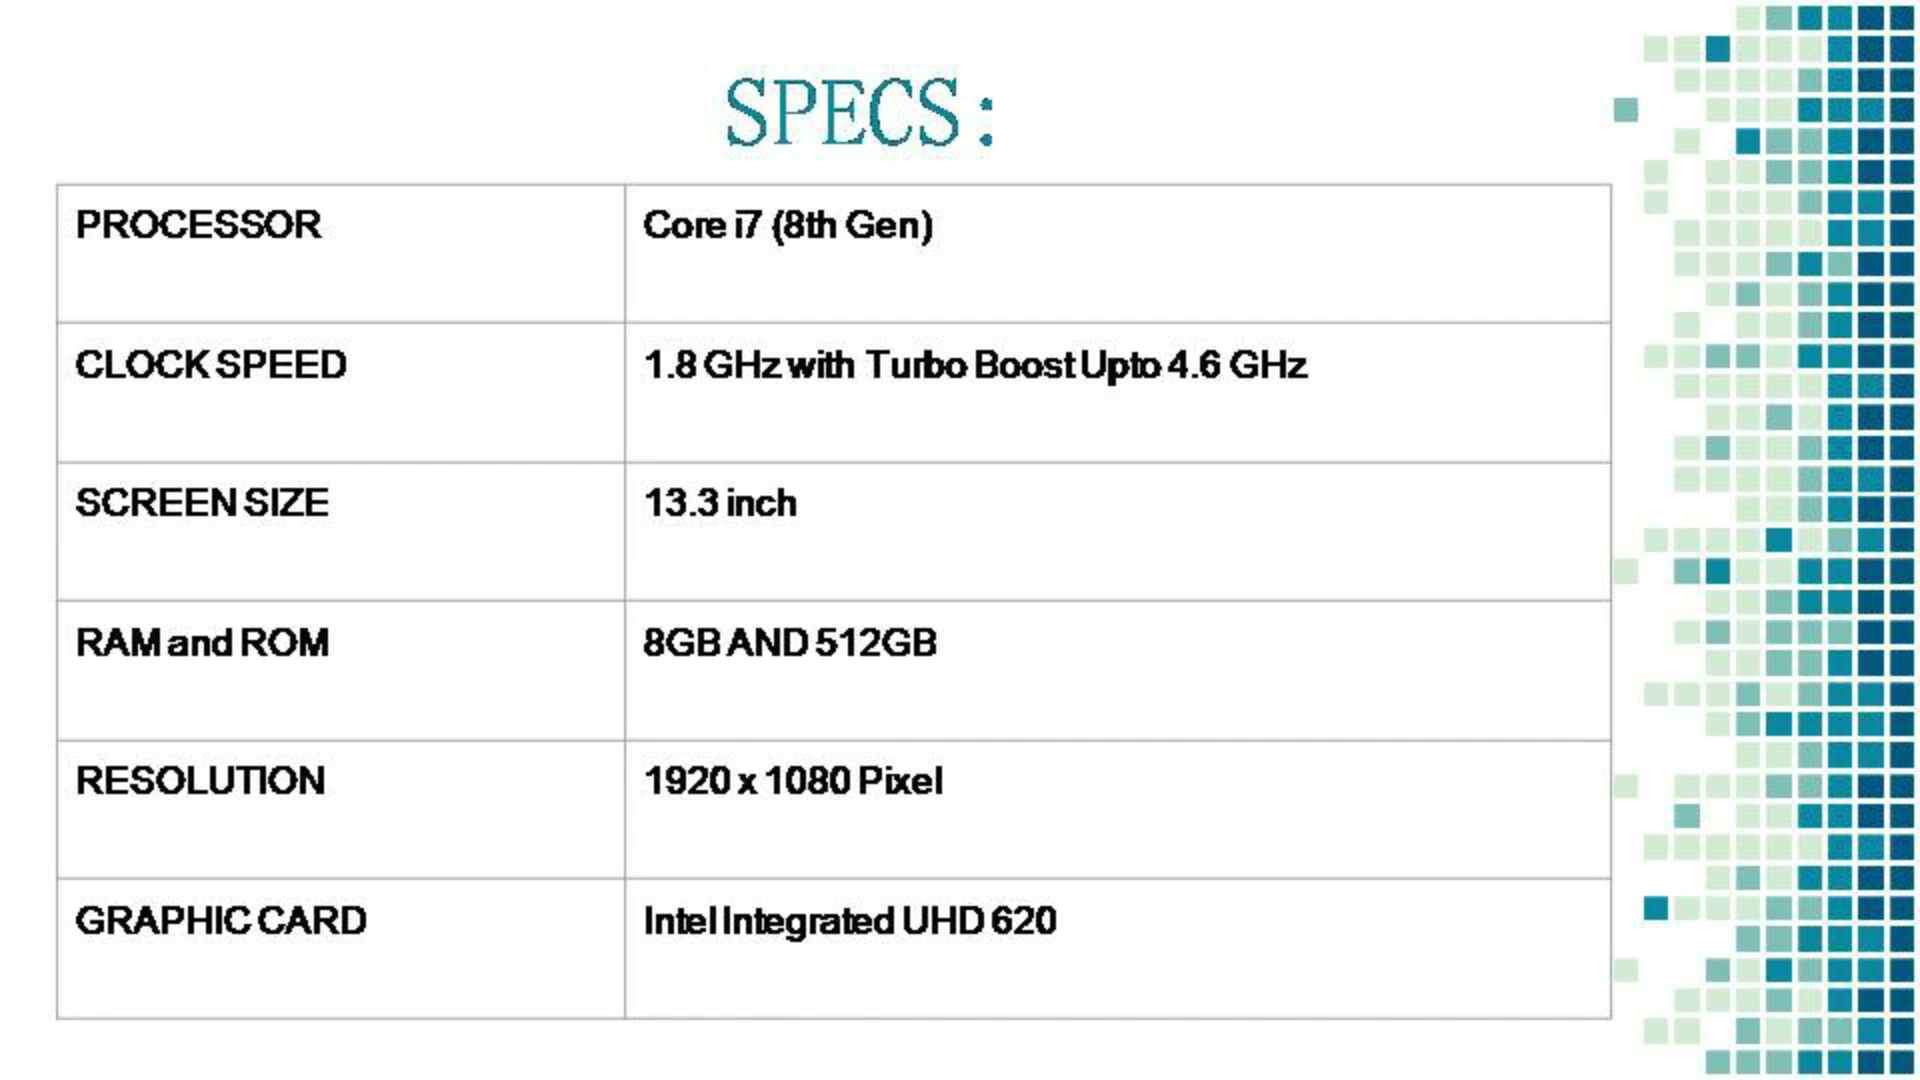 SPECS:
PROCESSOR
Core i7 (8th Gen)
CLOCK SPEED
1.8 GHz with Turbo Boost Upto 4.6 GHz
SCREEN SIZE
13.3 inch
RAM and ROM
8GB AND 512GB
RESOLUTION
1920 x 1080 Pixel
GRAPHIC CARD
Intel Integrated UHD 620